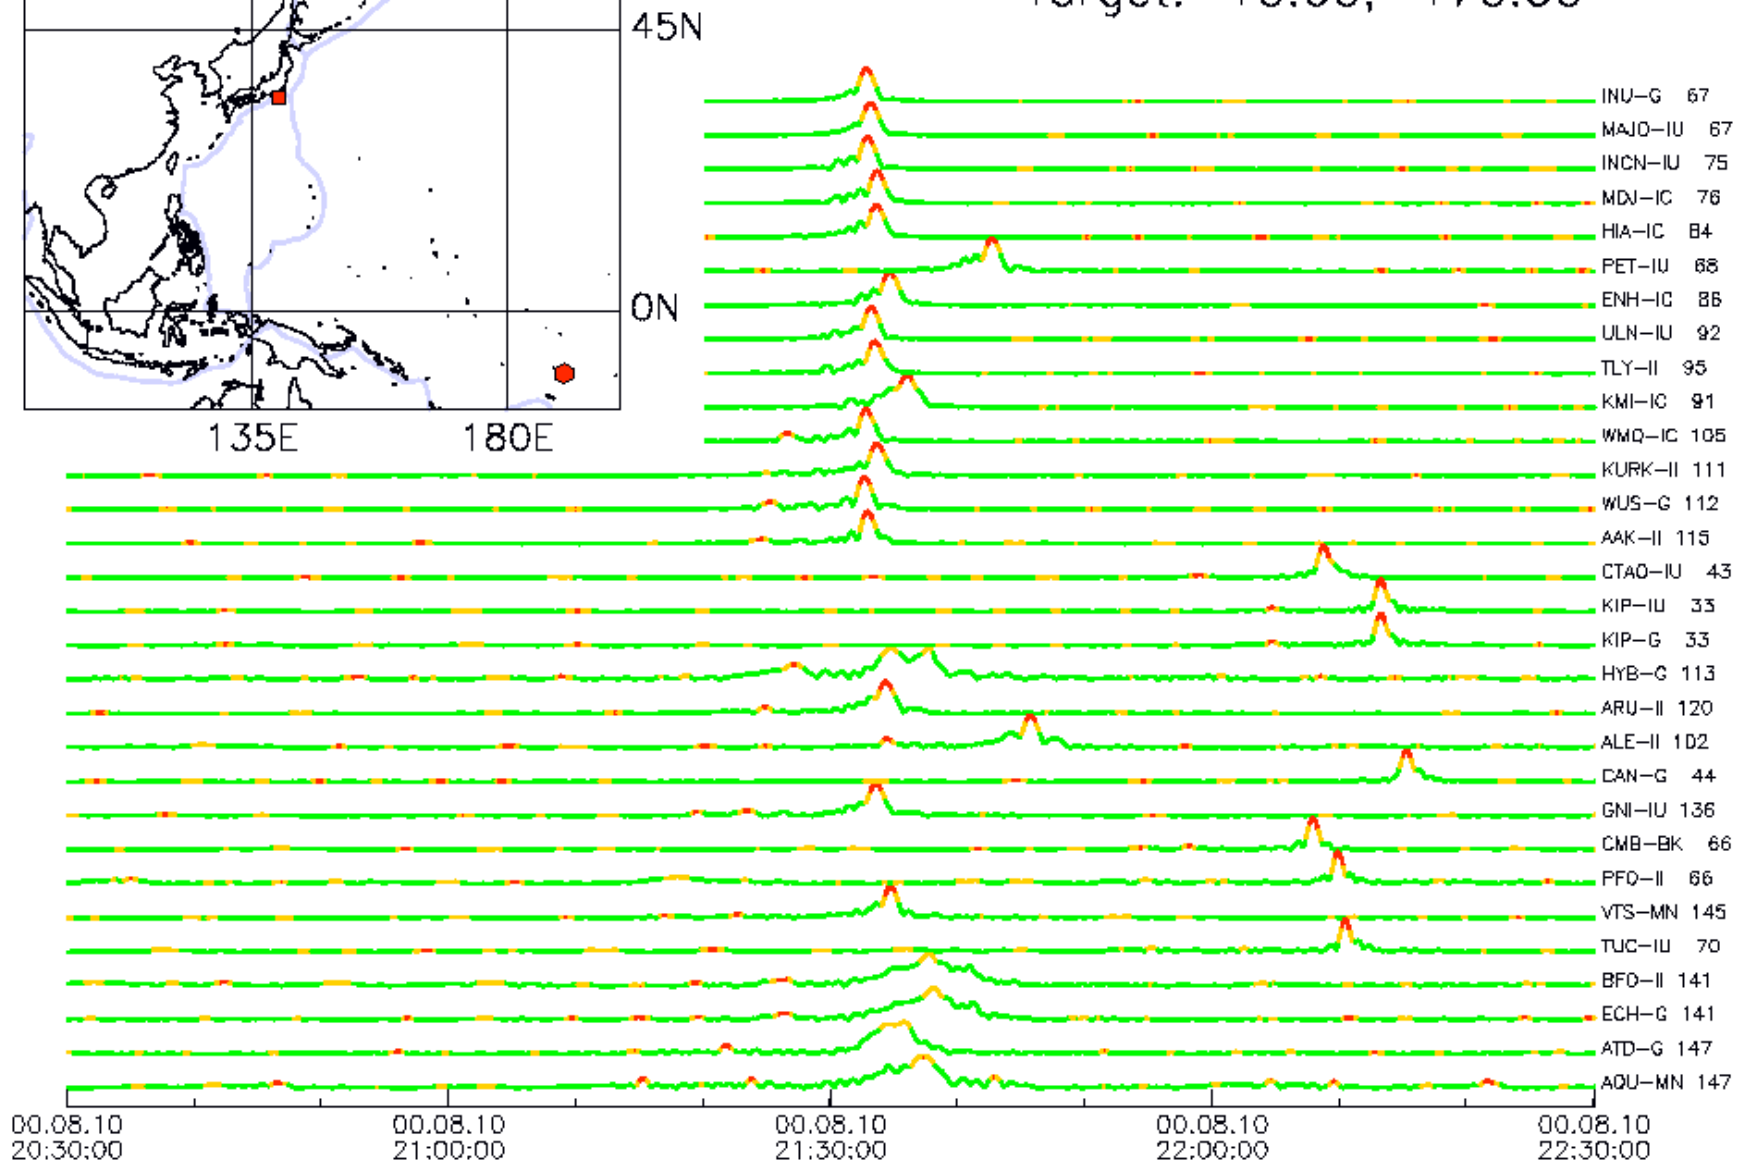 45N
0N
135E 180E
INU-G 67
MAJO-IU 67
INCN-IU 75
MDJ-IC 76
HIA-IC 84
PET-IU 68
ENH-IC 86
ULN-IU 92
TLY-II 95
KMI-IC 91
WMQ-IC 105
KURK-II 111
WUS-G 112
AAK-II 115
CTAO-IU 43
KIP-IU 33
KIP-G 33
HYB-G 113
ARU-II 120
ALE-II 102
CAN-G 44
GNI-IU 136
CMB-BK 66
PFO-II 66
VTS-MN 145
TUC-IU 70
BFO-II 141
ECH-G 141
ATD-G 147
AQU-MN 147
00.08.10 00.08.10 00.08.10 00.08.10 00.08.10
20:30:00 21:00:00 21:30:00 22:00:00 22:30:00